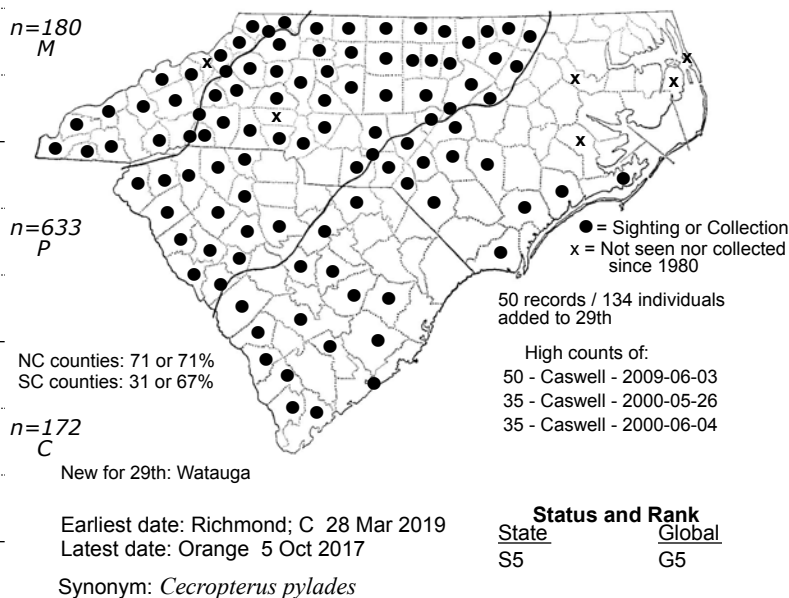 n=180
M
n=633
P
n=172
C
● = Sighting or Collection
x = Not seen nor collected
since 1980
50 records / 134 individuals
added to 29th
High counts of:
50 - Caswell - 2009-06-03
35 - Caswell - 2000-05-26
35 - Caswell - 2000-06-04
NC counties: 71 or 71%
SC counties: 31 or 67%
New for 29th: Watauga
Earliest date: Richmond; C 28 Mar 2019
Latest date: Orange 5 Oct 2017
Synonym: Cecropterus pylades
Status and Rank
State Global
S5 G5